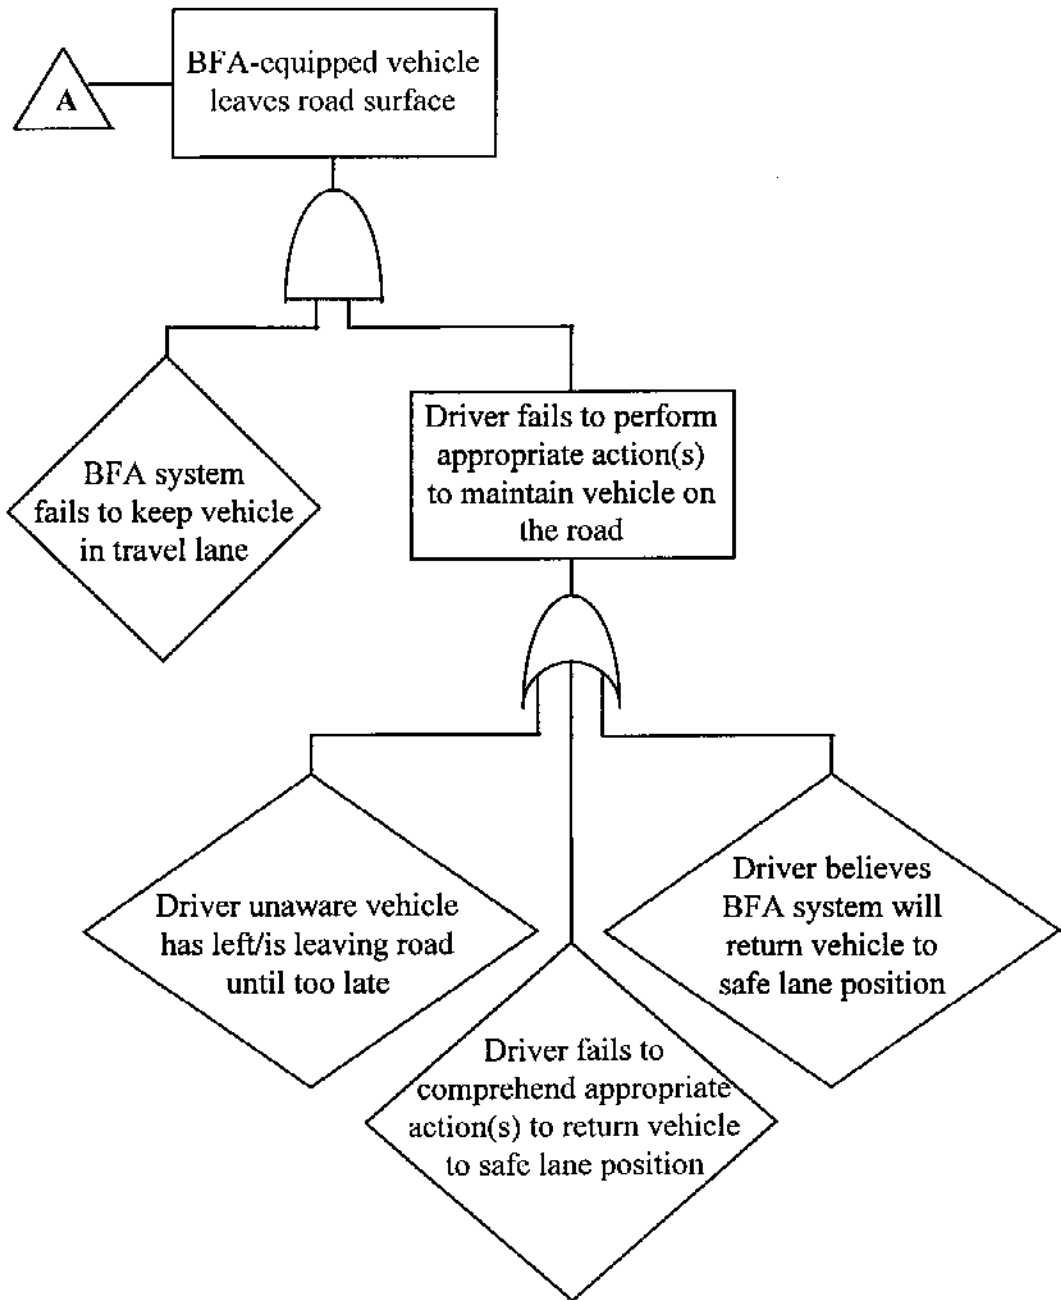 A
BFA-equipped vehicle
leaves road surface
BFA system
fails to keep vehicle
in travel lane
Driver fails to perform
appropriate action(s)
to maintain vehicle on
the road
Driver unaware vehicle
has left/is leaving road
until too late
Driver fails to
comprehend appropriate
action(s) to return vehicle
to safe lane position
Driver believes
BFA system will
return vehicle to
safe lane position